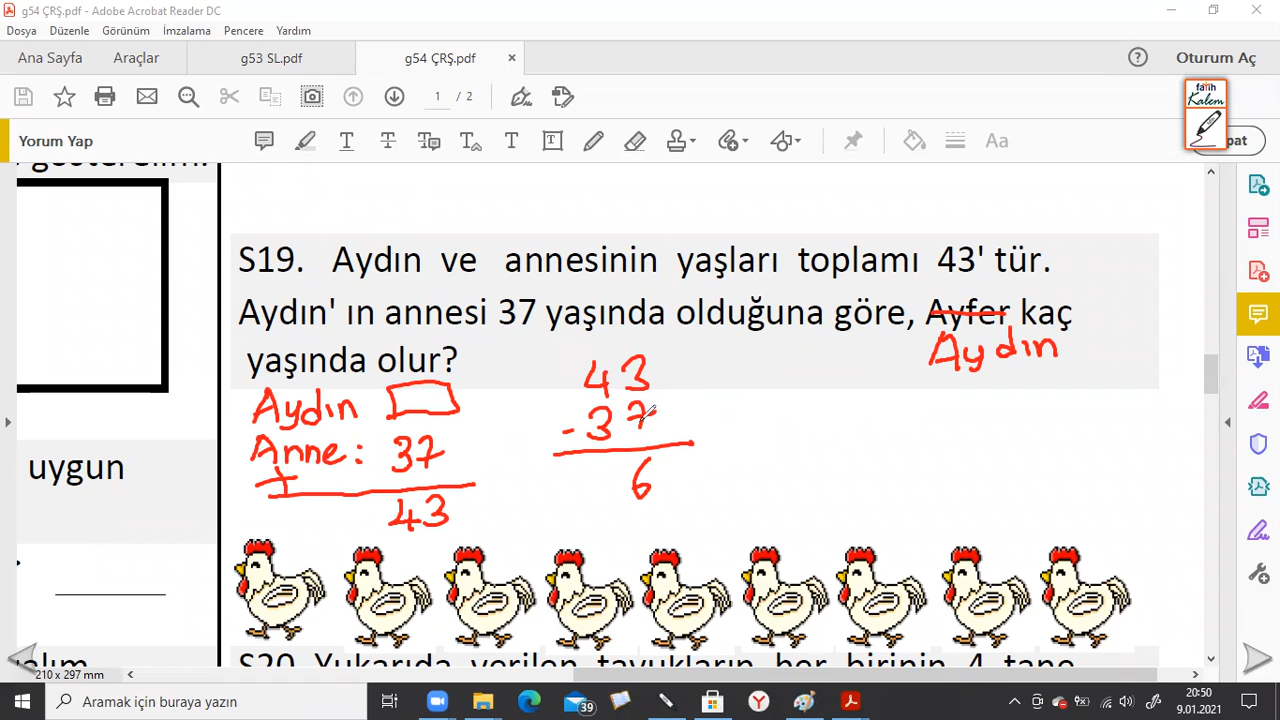 g54 ÇRŞ.pdf - Adobe Acrobat Reader DC
Dosya Düzenle Görünüm İmzalama Pencere Yardım
Ana Sayfa Araçlar g53 SL.pdf g54 ÇRŞ.pdf × ? Oturum Aç
1 / 2
fatih
Kalem
Yorum Yap
pat
S19. Aydın ve annesinin yaşları toplamı 43' tür.
Aydın' ın annesi 37 yaşında olduğuna göre, Ayfer kaç
Aydın
yaşında olur?
Aydın
Anne: 37
+
43
43
- 37
6
uygun
S20 Yukarıda verilen tavukların her birinin 4 tane
210 x 297 mm
Aramak için buraya yazın
39
20:50
9.01.2021